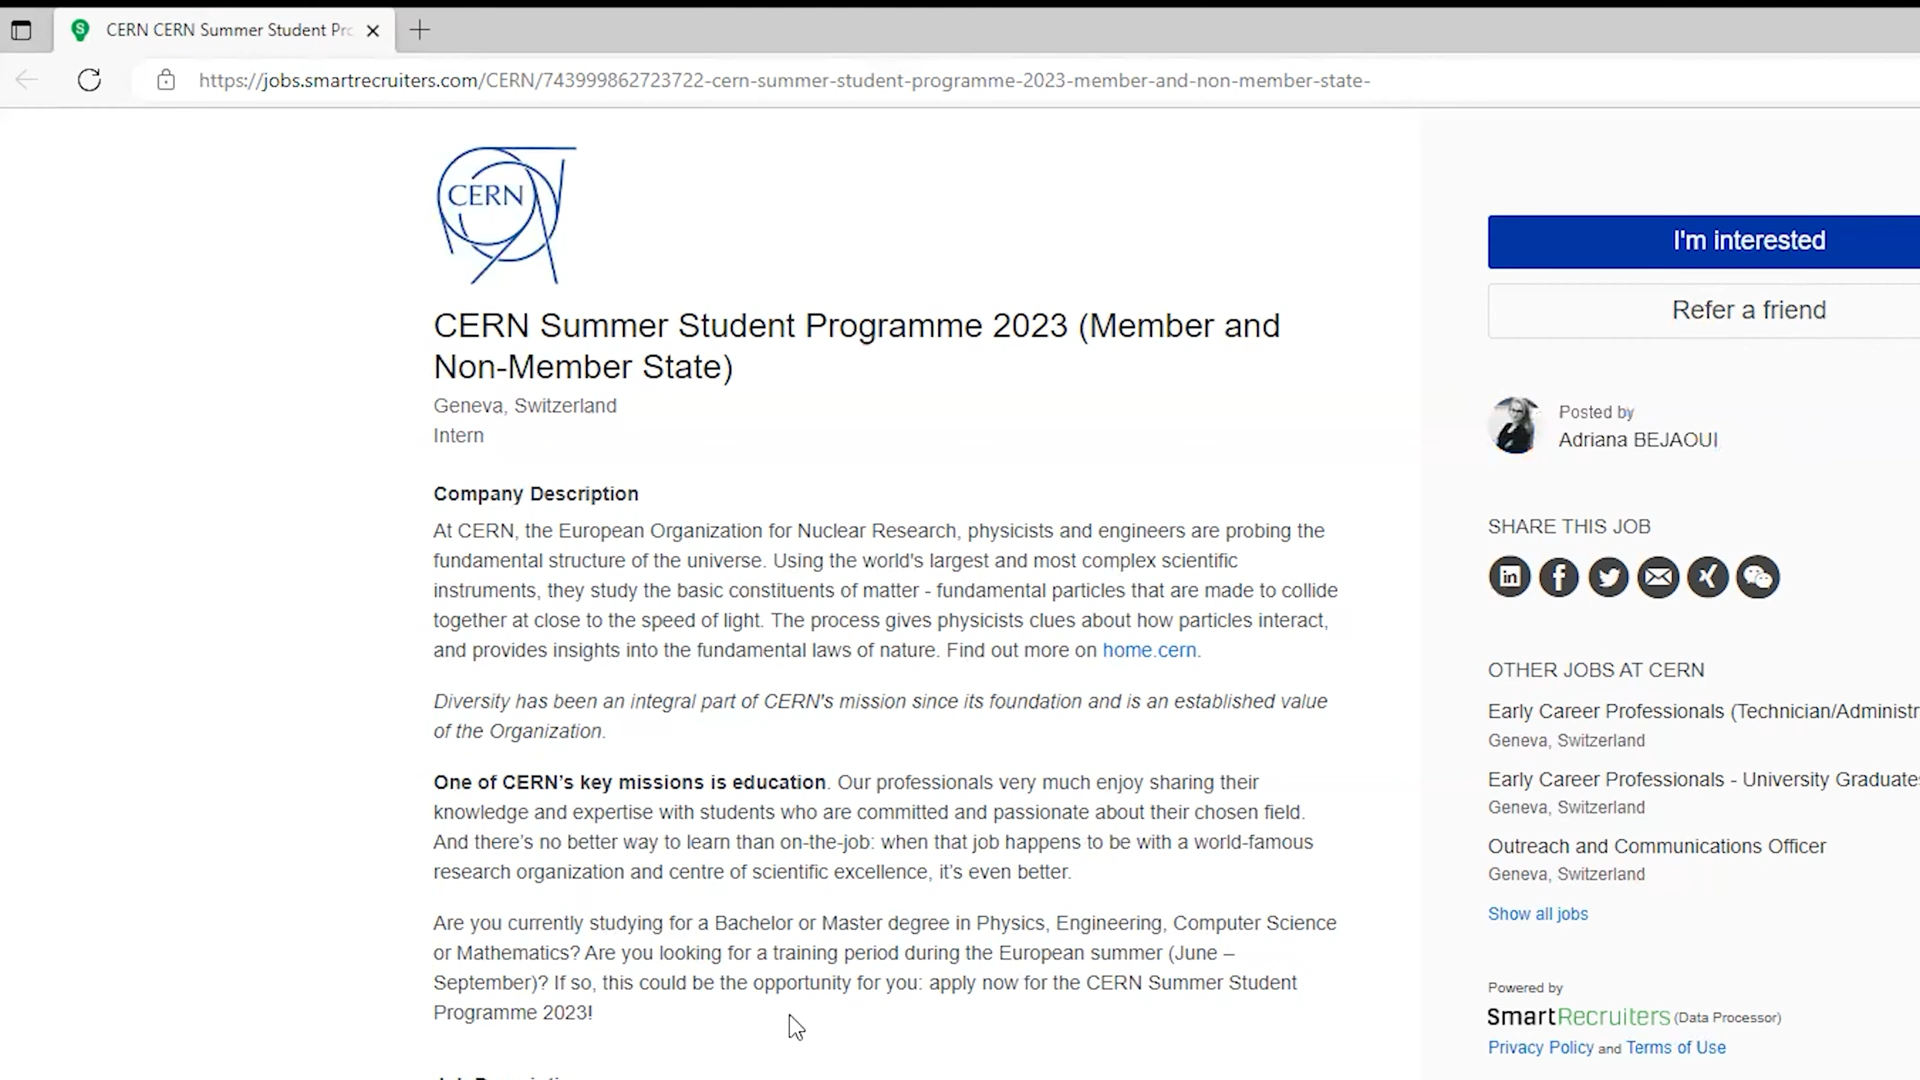 CERN CERN Summer Student Pro
https://jobs.smartrecruiters.com/CERN/743999862723722-cern-summer-student-programme-2023-member-and-non-member-state-
CERN
CERN Summer Student Programme 2023 (Member and
Non-Member State)
Geneva, Switzerland
Intern
Company Description
At CERN, the European Organization for Nuclear Research, physicists and engineers are probing the
fundamental structure of the universe. Using the world's largest and most complex scientific
instruments, they study the basic constituents of matter - fundamental particles that are made to collide
together at close to the speed of light. The process gives physicists clues about how particles interact,
and provides insights into the fundamental laws of nature. Find out more on home.cern.
Diversity has been an integral part of CERN's mission since its foundation and is an established value
of the Organization.
One of CERN’s key missions is education. Our professionals very much enjoy sharing their
knowledge and expertise with students who are committed and passionate about their chosen field.
And there’s no better way to learn than on-the-job: when that job happens to be with a world-famous
research organization and centre of scientific excellence, it’s even better.
Are you currently studying for a Bachelor or Master degree in Physics, Engineering, Computer Science
or Mathematics? Are you looking for a training period during the European summer (June –
September)? If so, this could be the opportunity for you: apply now for the CERN Summer Student
Programme 2023!
I'm interested
Refer a friend
Posted by
Adriana BEJAOUI
SHARE THIS JOB
OTHER JOBS AT CERN
Early Career Professionals (Technician/Administr
Geneva, Switzerland
Early Career Professionals - University Graduates
Geneva, Switzerland
Outreach and Communications Officer
Geneva, Switzerland
Show all jobs
Powered by
SmartRecruiters (Data Processor)
Privacy Policy and Terms of Use